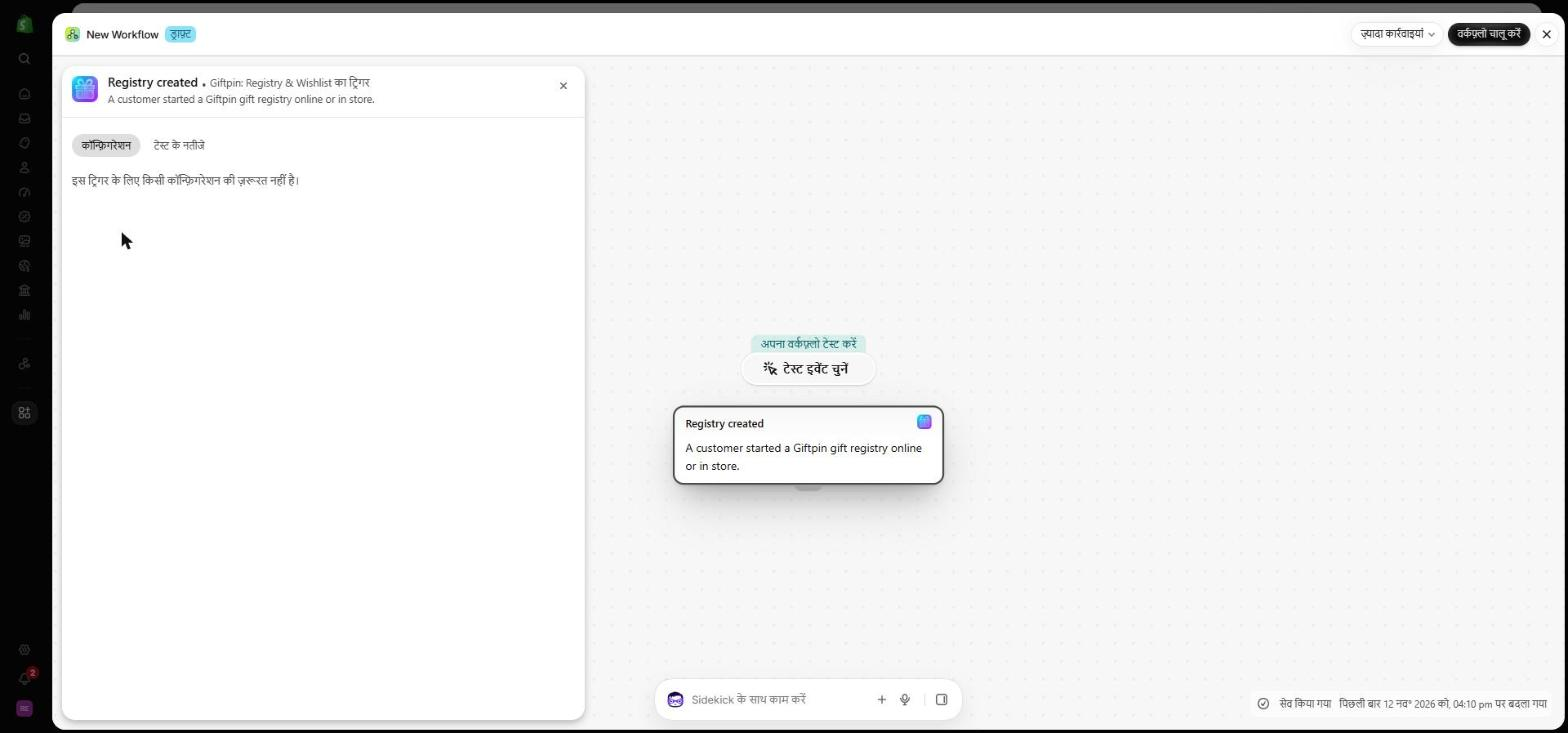 New Workflow ड्राफ़्ट
ज़्यादा कार्रवाइयां
वर्कफ़्लो चालू करें
Registry created • Giftpin: Registry & Wishlist का ट्रिगर
A customer started a Giftpin gift registry online or in store.
कॉन्फ़िगरेशन
टेस्ट के नतीजे
इस ट्रिगर के लिए किसी कॉन्फ़िगरेशन की ज़रूरत नहीं है।
अपना वर्कफ़्लो टेस्ट करें
टेस्ट इवेंट चुनें
Registry created
A customer started a Giftpin gift registry online
or in store.
2
Sidekick के साथ काम करें
सेव किया गया पिछली बार 12 नव॰ 2026 को, 04:10 pm पर बदला गया